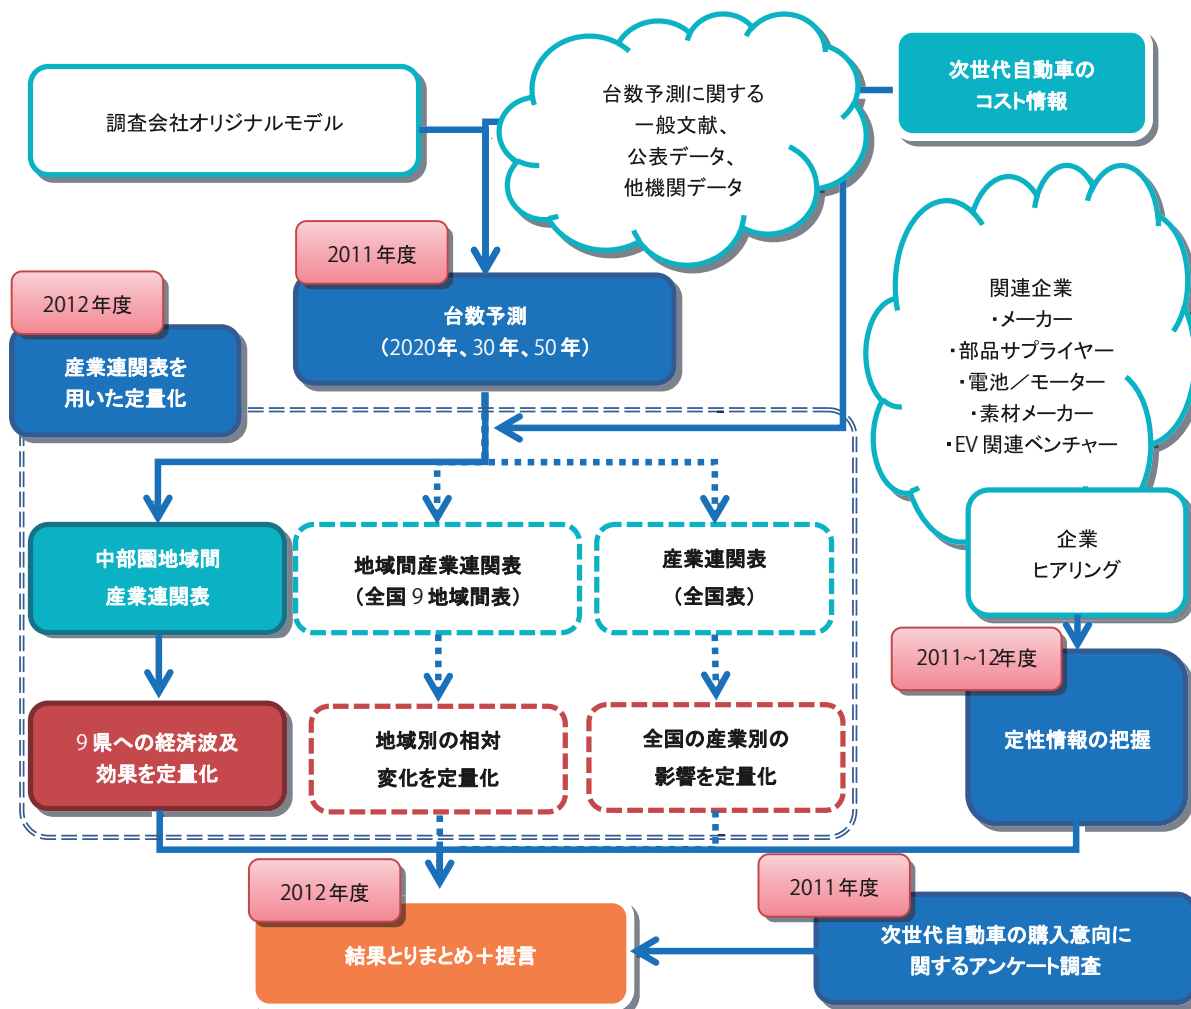 調査会社オリジナルモデル
台数予測に関する
一般文献、
公表データ、
他機関データ
次世代自動車の
コスト情報
2011年度
台数予測
（2020年、30年、50年）
2012年度
産業連関表を
用いた定量化
関連企業
・メーカー
・部品サプライヤー
・電池／モーター
・素材メーカー
・EV関連ベンチャー
企業
ヒアリング
中部圏地域間
産業連関表
地域間産業連関表
（全国9地域間表）
産業連関表
（全国表）
2011~12年度
定性情報の把握
9県への経済波及
効果を定量化
地域別の相対
変化を定量化
全国の産業別の
影響を定量化
2012年度
結果とりまとめ＋提言
2011年度
次世代自動車の購入意向に
関するアンケート調査